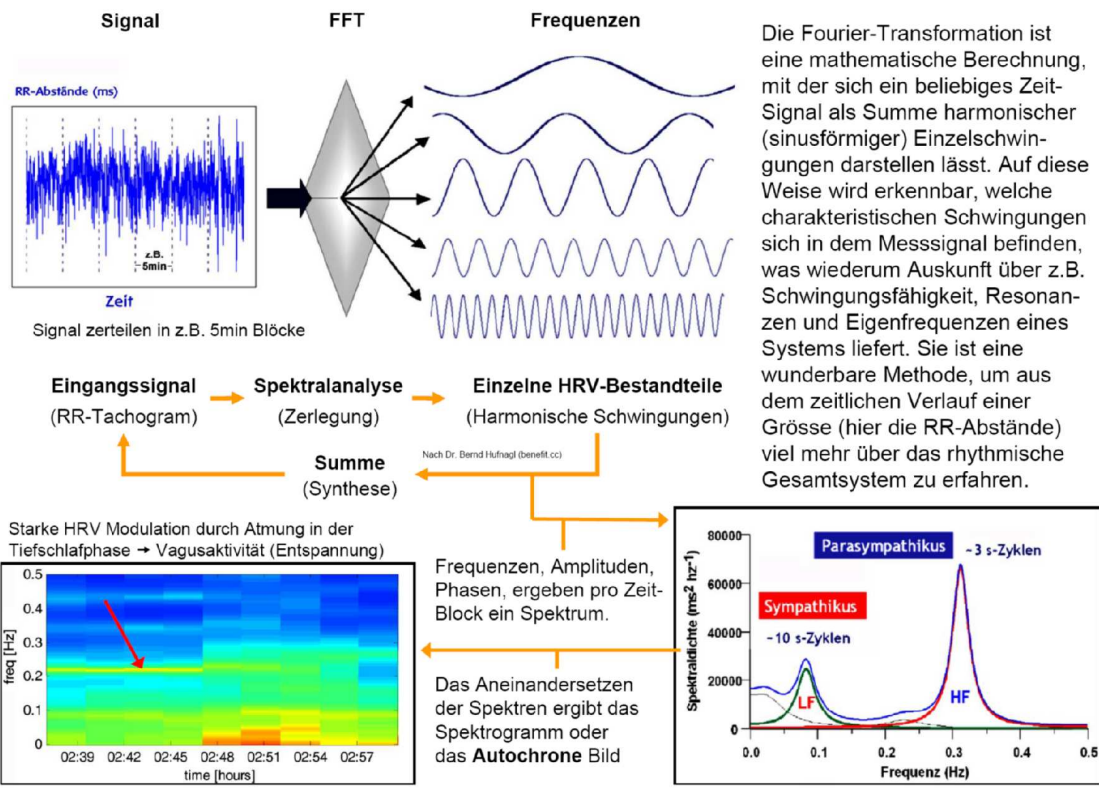 Signal
FFT
Frequenzen
RR-Abstände (ms)
z.B.
5min
Zeit
Signal zerteilen in z.B. 5min Blöcke
Die Fourier-Transformation ist
eine mathematische Berechnung,
mit der sich ein beliebiges Zeit-
Signal als Summe harmonischer
(sinusförmiger) Einzelschwin-
gungen darstellen lässt. Auf diese
Weise wird erkennbar, welche
charakteristischen Schwingungen
sich in dem Messsignal befinden,
was wiederum Auskunft über z.B.
Schwingungsfähigkeit, Resonan-
zen und Eigenfrequenzen eines
Systems liefert. Sie ist eine
wunderbare Methode, um aus
dem zeitlichen Verlauf einer
Grösse (hier die RR-Abstände)
viel mehr über das rhythmische
Gesamtsystem zu erfahren.
Eingangssignal
(RR-Tachogram)
Spektralanalyse
(Zerlegung)
Einzelne HRV-Bestandteile
(Harmonische Schwingungen)
Summe
(Synthese)
Nach Dr. Bernd Hufnagl (benefit.cc)
Starke HRV Modulation durch Atmung in der
Tiefschlafphase → Vagusaktivität (Entspannung)
0.5
0.4
0.3
0.2
0.1
0
freq [Hz]
02:39 02:42 02:45 02:48 02:51 02:54 02:57
time [hours]
Frequenzen, Amplituden,
Phasen, ergeben pro Zeit-
Block ein Spektrum.
Das Aneinandersetzen
der Spektren ergibt das
Spektrogramm oder
das Autochrone Bild
Spektraldichte (ms² hz⁻¹)
80000
60000
40000
20000
0
Parasympathikus
~3 s-Zyklen
Sympathikus
~10 s-Zyklen
LF
HF
0.0 0.1 0.2 0.3 0.4 0.5
Frequenz (Hz)